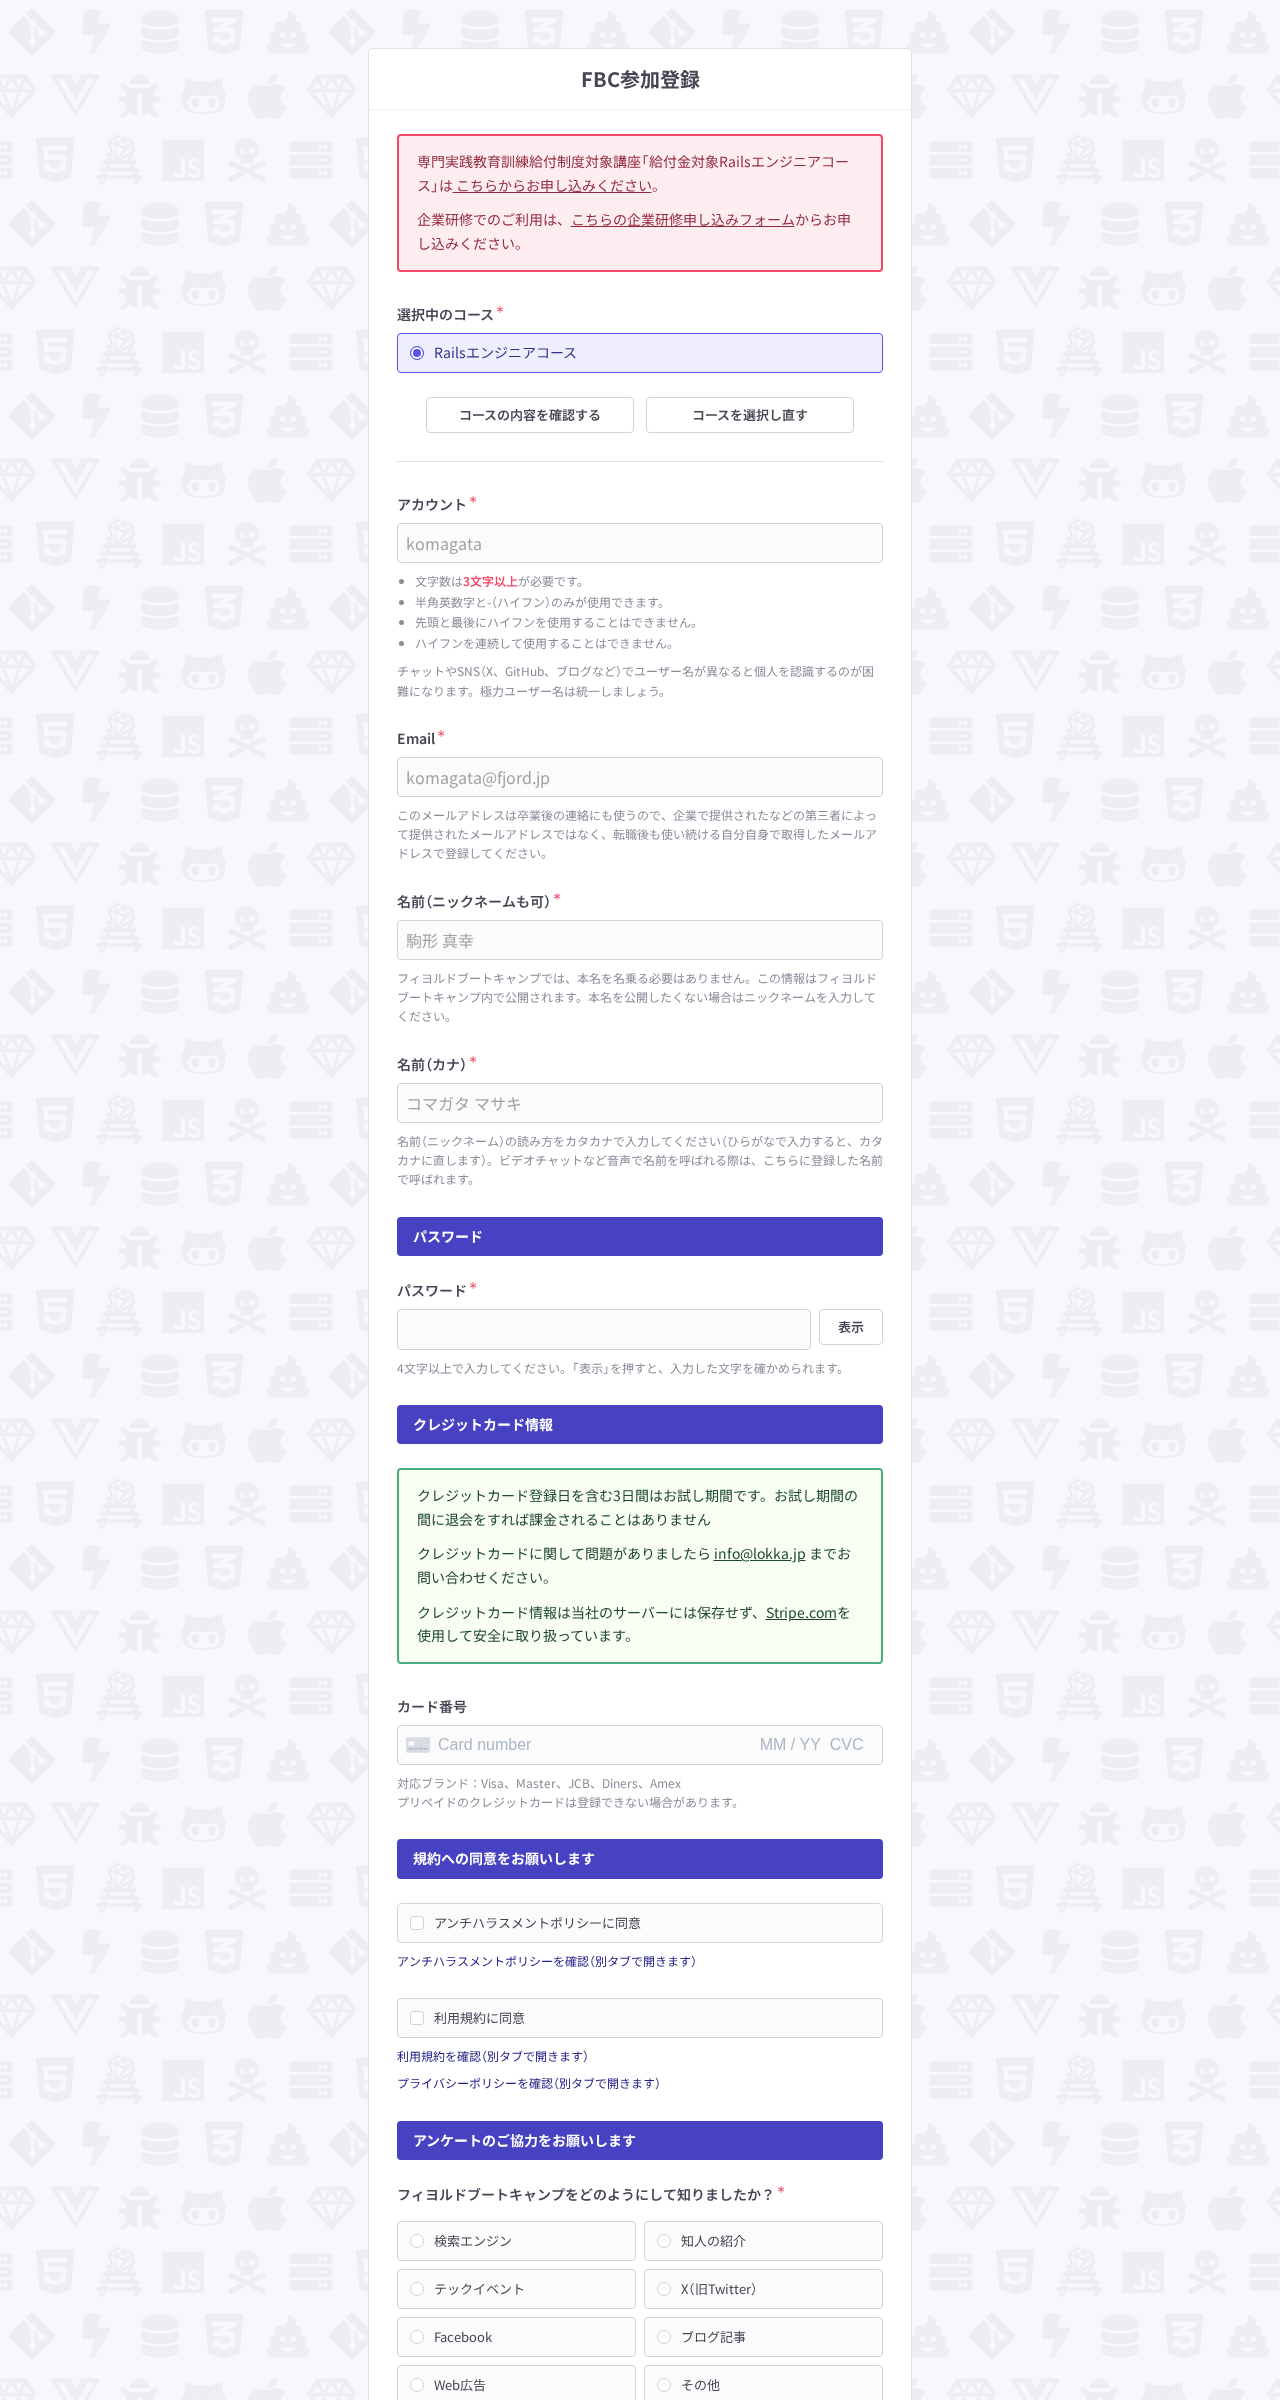 FBC参加登録
専門実践教育訓練給付制度対象講座「給付金対象Railsエンジニアコー
ス」は こちらからお申し込みください。
企業研修でのご利用は、こちらの企業研修申し込みフォームからお申
し込みください。
選択中のコース*
Railsエンジニアコース
コースの内容を確認する
コースを選択し直す
アカウント*
komagata
文字数は3文字以上が必要です。
半角英数字と-（ハイフン）のみが使用できます。
先頭と最後にハイフンを使用することはできません。
ハイフンを連続して使用することはできません。
チャットやSNS（X、GitHub、ブログなど）でユーザー名が異なると個人を認識するのが困
難になります。極力ユーザー名は統一しましょう。
Email*
komagata@fjord.jp
このメールアドレスは卒業後の連絡にも使うので、企業で提供されたなどの第三者によっ
て提供されたメールアドレスではなく、転職後も使い続ける自分自身で取得したメールア
ドレスで登録してください。
名前（ニックネームも可）*
駒形 真幸
フィヨルドブートキャンプでは、本名を名乗る必要はありません。この情報はフィヨルド
ブートキャンプ内で公開されます。本名を公開したくない場合はニックネームを入力して
ください。
名前（カナ）*
コマガタ マサキ
名前（ニックネーム）の読み方をカタカナで入力してください（ひらがなで入力すると、カタ
カナに直します）。ビデオチャットなど音声で名前を呼ばれる際は、こちらに登録した名前
で呼ばれます。
パスワード
パスワード*
表示
4文字以上で入力してください。「表示」を押すと、入力した文字を確かめられます。
クレジットカード情報
クレジットカード登録日を含む3日間はお試し期間です。お試し期間の
間に退会をすれば課金されることはありません
クレジットカードに関して問題がありましたら info@lokka.jp までお
問い合わせください。
クレジットカード情報は当社のサーバーには保存せず、Stripe.comを
使用して安全に取り扱っています。
カード番号
Card number MM / YY CVC
対応ブランド：Visa、Master、JCB、Diners、Amex
プリペイドのクレジットカードは登録できない場合があります。
規約への同意をお願いします
アンチハラスメントポリシーに同意
アンチハラスメントポリシーを確認（別タブで開きます）
利用規約に同意
利用規約を確認（別タブで開きます）
プライバシーポリシーを確認（別タブで開きます）
アンケートのご協力をお願いします
フィヨルドブートキャンプをどのようにして知りましたか？*
検索エンジン
知人の紹介
テックイベント
X（旧Twitter）
Facebook
ブログ記事
Web広告
その他